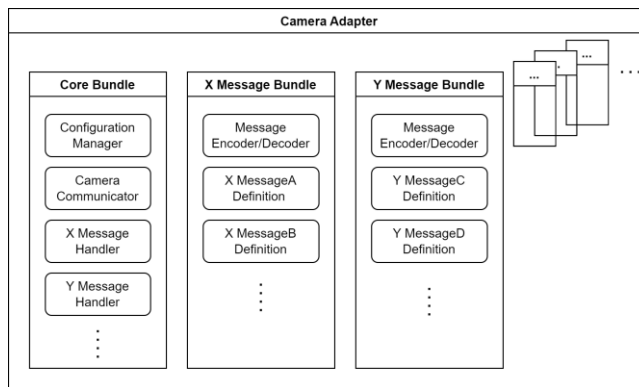 Camera Adapter
Core Bundle
Configuration
Manager
Camera
Communicator
X Message
Handler
Y Message
Handler
X Message Bundle
Message
Encoder/Decoder
X MessageA
Definition
X MessageB
Definition
Y Message Bundle
Message
Encoder/Decoder
Y MessageC
Definition
Y MessageD
Definition
...
...
...